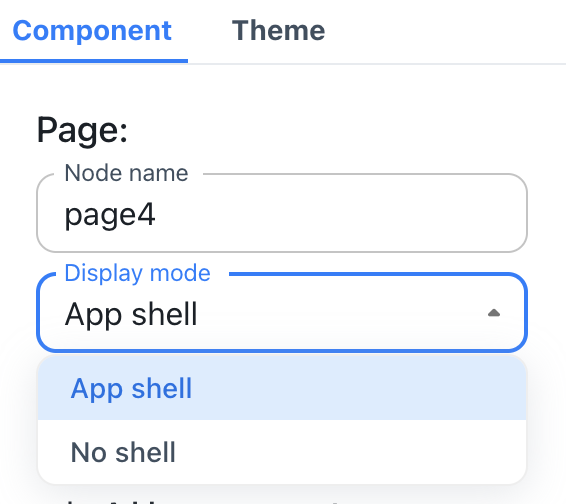 Component Theme
Page:
Node name
page4
Display mode
App shell
App shell
No shell